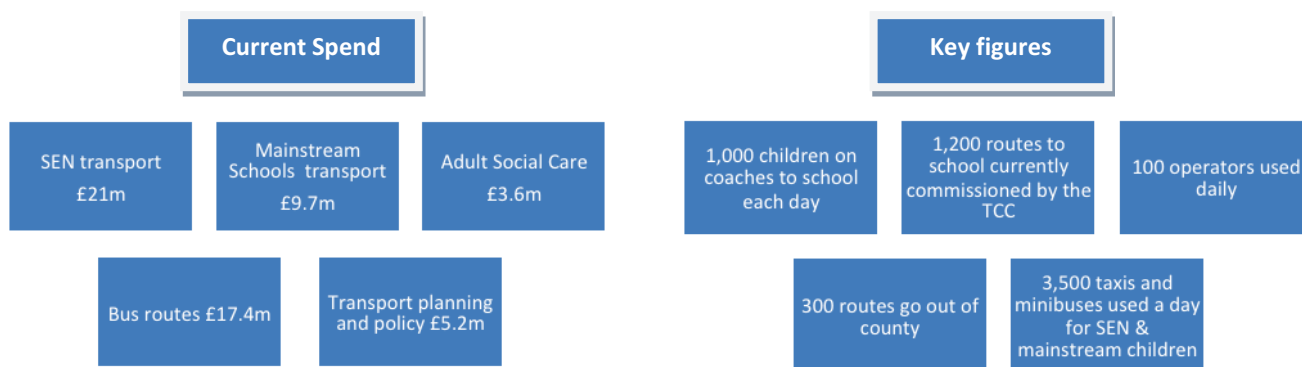 Current Spend
Key figures
SEN transport
£21m
Mainstream
Schools transport
£9.7m
Adult Social Care
£3.6m
Bus routes £17.4m
Transport planning
and policy £5.2m
1,000 children on
coaches to school
each day
1,200 routes to
school currently
commissioned by the
TCC
100 operators used
daily
300 routes go out of
county
3,500 taxis and
minibuses used a day
for SEN &
mainstream children